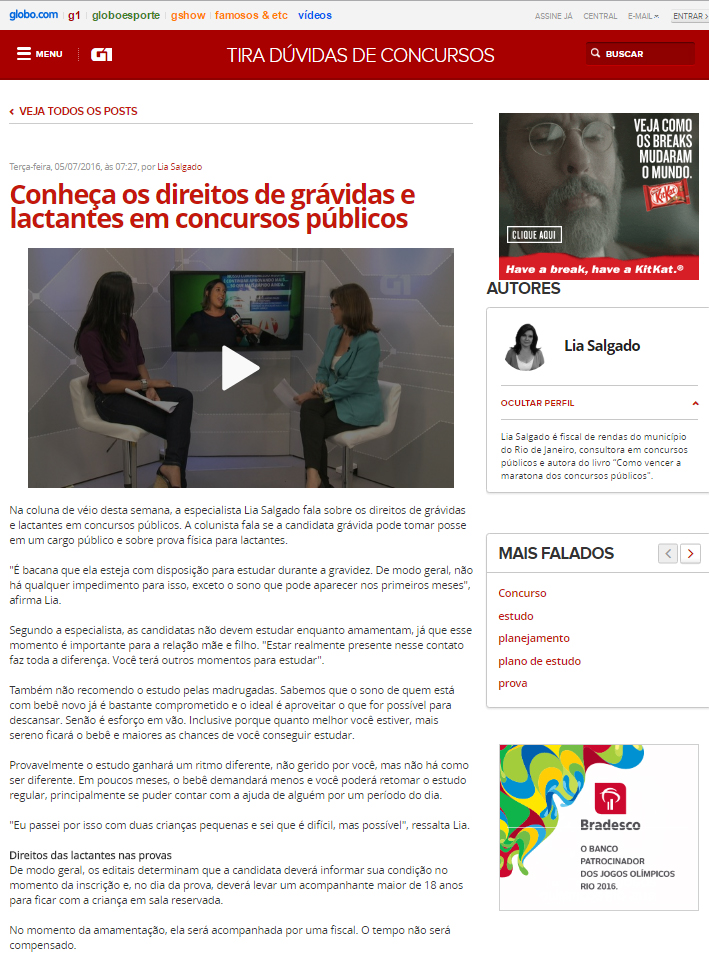 globo.com g1 globoesporte gshow famosos & etc vídeos
ASSINE JÁ CENTRAL E-MAIL ENTRAR
MENU G1 TIRA DÚVIDAS DE CONCURSOS BUSCAR
VEJA TODOS OS POSTS
Terça-feira, 05/07/2016, às 07:27, por Lia Salgado
Conheça os direitos de grávidas e
lactantes em concursos públicos
G1
Na coluna de véio desta semana, a especialista Lia Salgado fala sobre os direitos de grávidas
e lactantes em concursos públicos. A colunista fala se a candidata grávida pode tomar posse
em um cargo público e sobre prova física para lactantes.
"É bacana que ela esteja com disposição para estudar durante a gravidez. De modo geral, não
há qualquer impedimento para isso, exceto o sono que pode aparecer nos primeiros meses",
afirma Lia.
Segundo a especialista, as candidatas não devem estudar enquanto amamentam, já que esse
momento é importante para a relação mãe e filho. "Estar realmente presente nesse contato
faz toda a diferença. Você terá outros momentos para estudar".
Também não recomendo o estudo pelas madrugadas. Sabemos que o sono de quem está
com bebê novo já é bastante comprometido e o ideal é aproveitar o que for possível para
descansar. Senão é esforço em vão. Inclusive porque quanto melhor você estiver, mais
sereno ficará o bebê e maiores as chances de você conseguir estudar.
Provavelmente o estudo ganhará um ritmo diferente, não gerido por você, mas não há como
ser diferente. Em poucos meses, o bebê demandará menos e você poderá retomar o estudo
regular, principalmente se puder contar com a ajuda de alguém por um período do dia.
"Eu passei por isso com duas crianças pequenas e sei que é difícil, mas possível", ressalta Lia.
Direitos das lactantes nas provas
De modo geral, os editais determinam que a candidata deverá informar sua condição no
momento da inscrição e, no dia da prova, deverá levar um acompanhante maior de 18 anos
para ficar com a criança em sala reservada.
No momento da amamentação, ela será acompanhada por uma fiscal. O tempo não será
compensado.
VEJA COMO
OS BREAKS
MUDARAM
O MUNDO.
KitKat
CLIQUE AQUI
Have a break, have a KitKat.®
AUTORES
Lia Salgado
OCULTAR PERFIL
Lia Salgado é fiscal de rendas do município
do Rio de Janeiro, consultora em concursos
públicos e autora do livro "Como vencer a
maratona dos concursos públicos".
MAIS FALADOS
Concurso
estudo
planejamento
plano de estudo
prova
Bradesco
O BANCO
PATROCINADOR
DOS JOGOS OLÍMPICOS
RIO 2016.